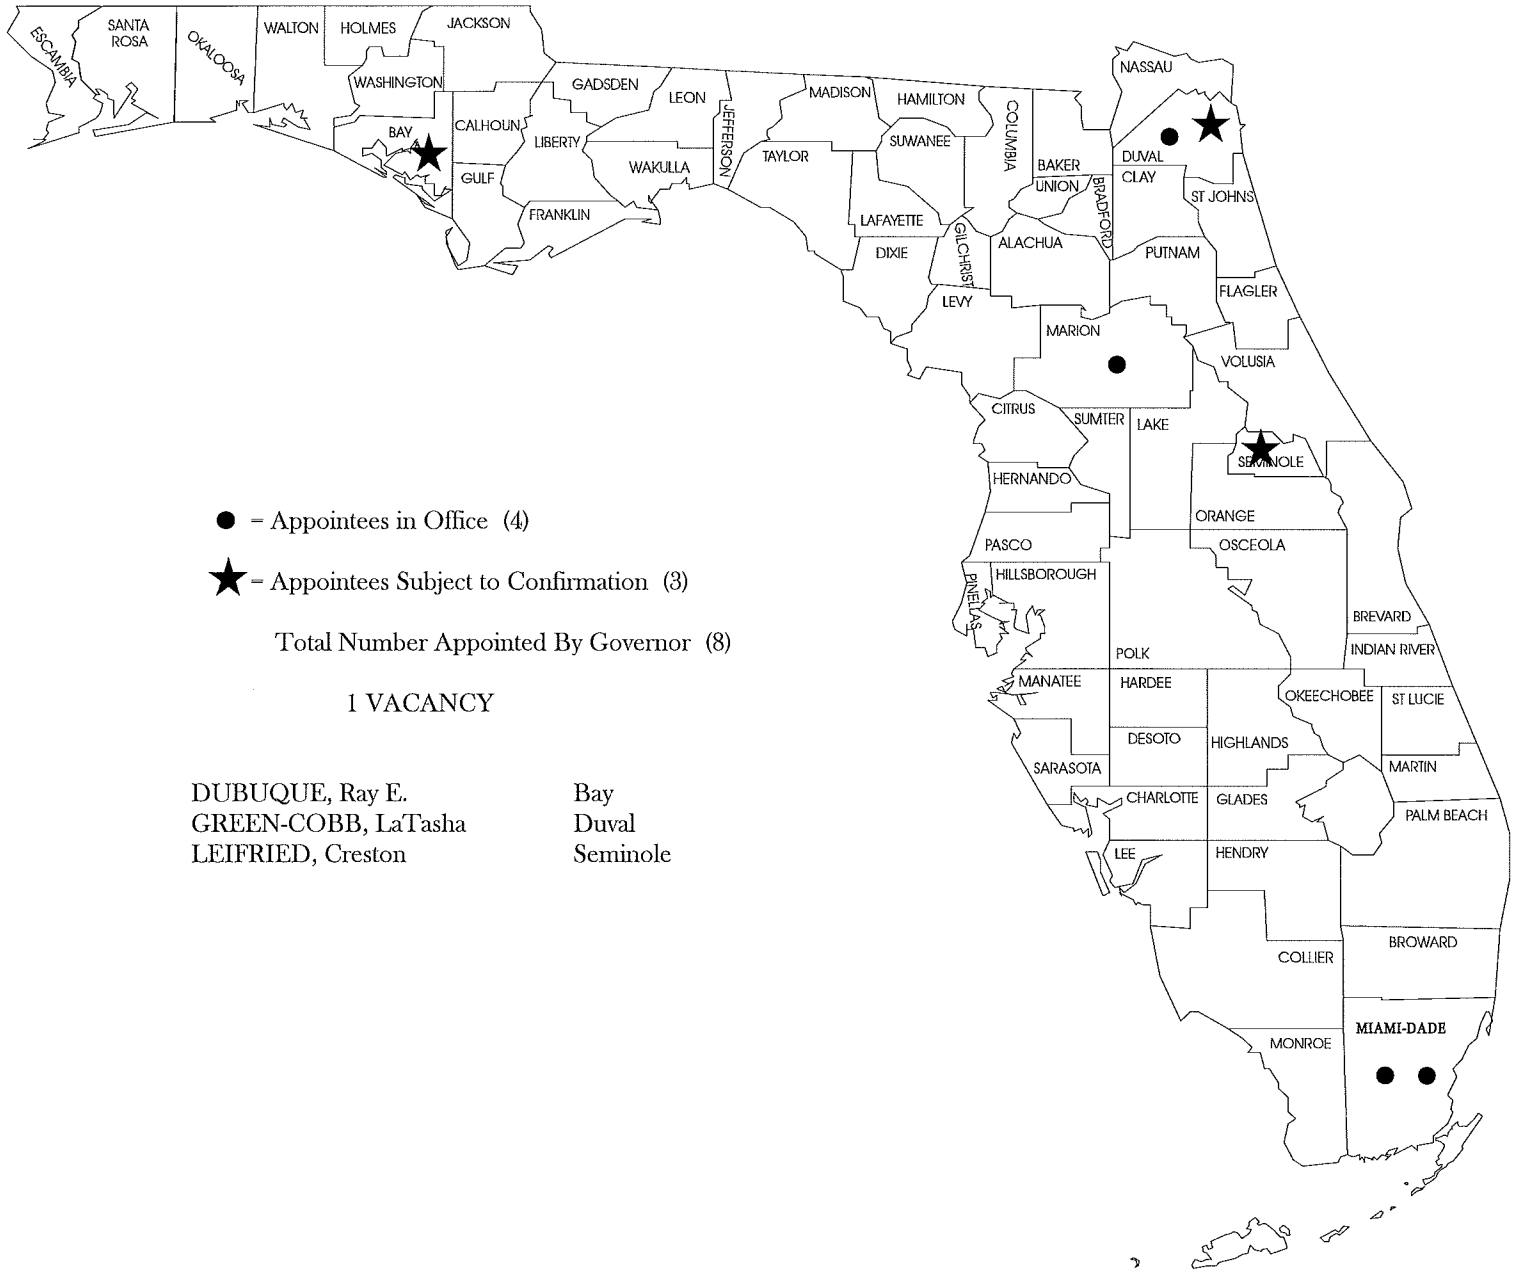 ESCAMBIA
SANTA
ROSA
OKALOOSA
WALTON
HOLMES
JACKSON
WASHINGTON
BAY
CALHOUN
GULF
GADSDEN
LIBERTY
FRANKLIN
LEON
WAKULLA
JEFFERSON
MADISON
TAYLOR
HAMILTON
SUWANEE
LAFAYETTE
DIXIE
COLUMBIA
GILCHRIST
LEVY
BAKER
UNION
BRADFORD
ALACHUA
NASSAU
DUVAL
CLAY
ST JOHNS
PUTNAM
FLAGLER
MARION
VOLUSIA
CITRUS
SUMTER
LAKE
SEMINOLE
HERNANDO
ORANGE
PASCO
OSCEOLA
PINELLAS
HILLSBOROUGH
POLK
BREVARD
INDIAN RIVER
MANATEE
HARDEE
OKEECHOBEE
ST LUCIE
DESOTO
HIGHLANDS
SARASOTA
MARTIN
CHARLOTTE
GLADES
PALM BEACH
LEE
HENDRY
BROWARD
COLLIER
MIAMI-DADE
MONROE
= Appointees in Office (4)
= Appointees Subject to Confirmation (3)
Total Number Appointed By Governor (8)
1 VACANCY
DUBUQUE, Ray E. Bay
GREEN-COBB, LaTasha Duval
LEIFRIED, Creston Seminole